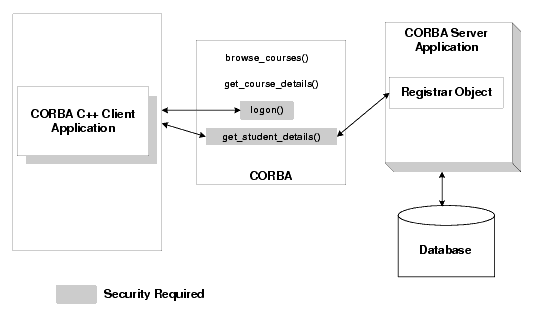 CORBA C++ Client
Application
browse_courses()
get_course_details()
logon()
get_student_details()
CORBA
CORBA Server
Application
Registrar Object
Database
Security Required